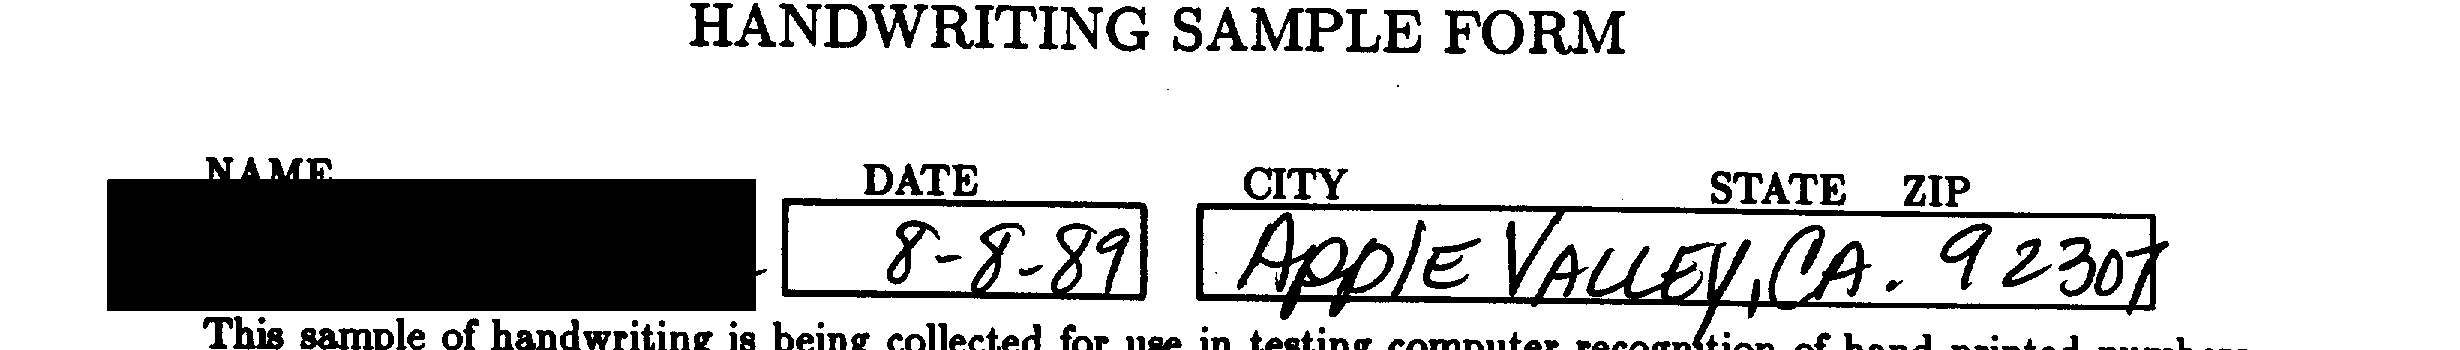 HANDWRITING SAMPLE FORM
NAME DATE CITY STATE ZIP
8-8-89 APPlE VALLEY, CA. 92307
This sample of handwriting is being collected for use in testing computer recognition of hand printed numbers